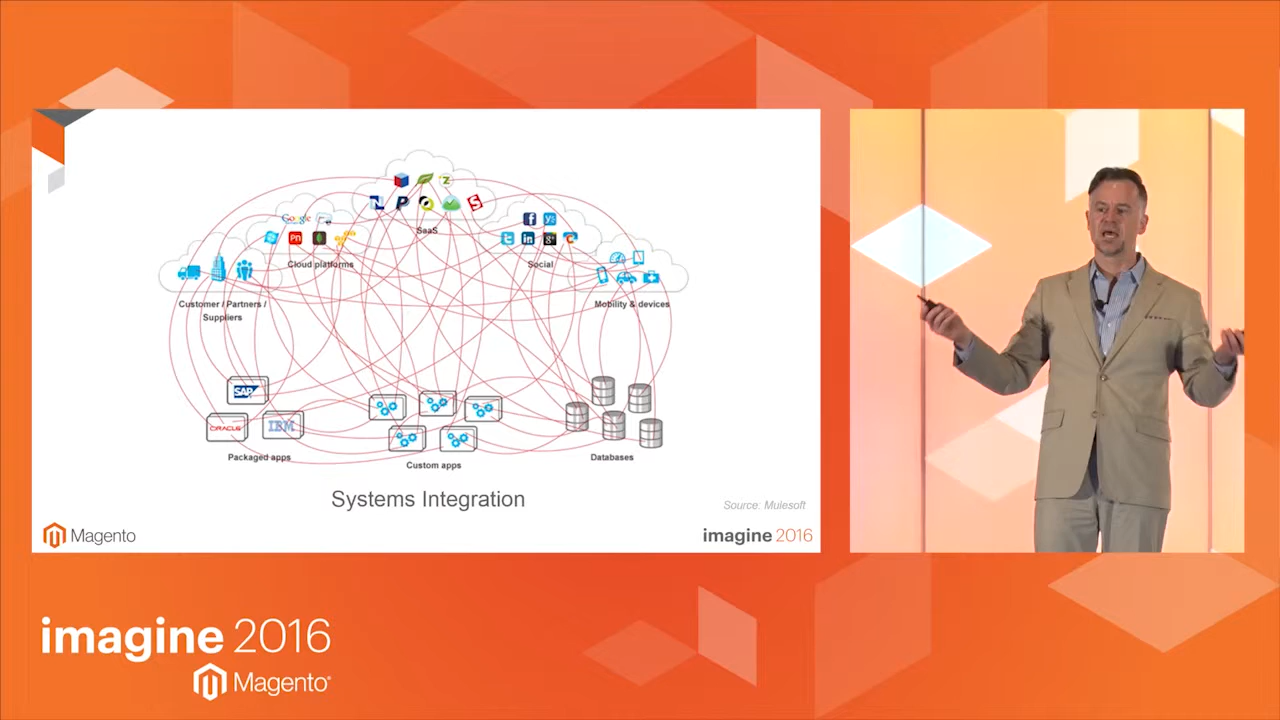 SaaS
Google
Pn
Cloud platforms
Social
Customer / Partners /
Suppliers
Mobility & devices
SAP
ORACLE
IBM
Packaged apps
Custom apps
Databases
Systems Integration
Source: Mulesoft
Magento
imagine 2016
imagine 2016
Magento